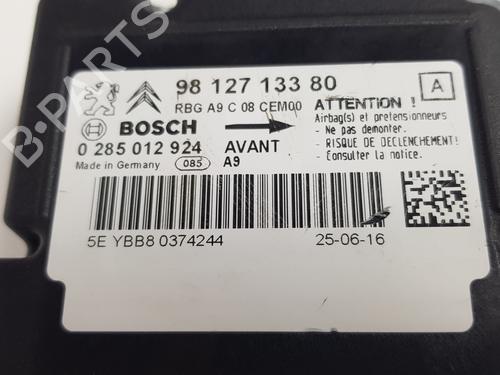 B-PARTS
98 127 133 80
A
RBG A9 C 08 CEM00
ATTENTION !
Airbag(s) et pretensionneurs
- Ne pas demonter.
- RISQUE DE DECLENCHEMENT!
- Consulter la notice.
BOSCH
0 285 012 924
AVANT
Made in Germany
085
A9
5E YBB8 0374244
25-06-16